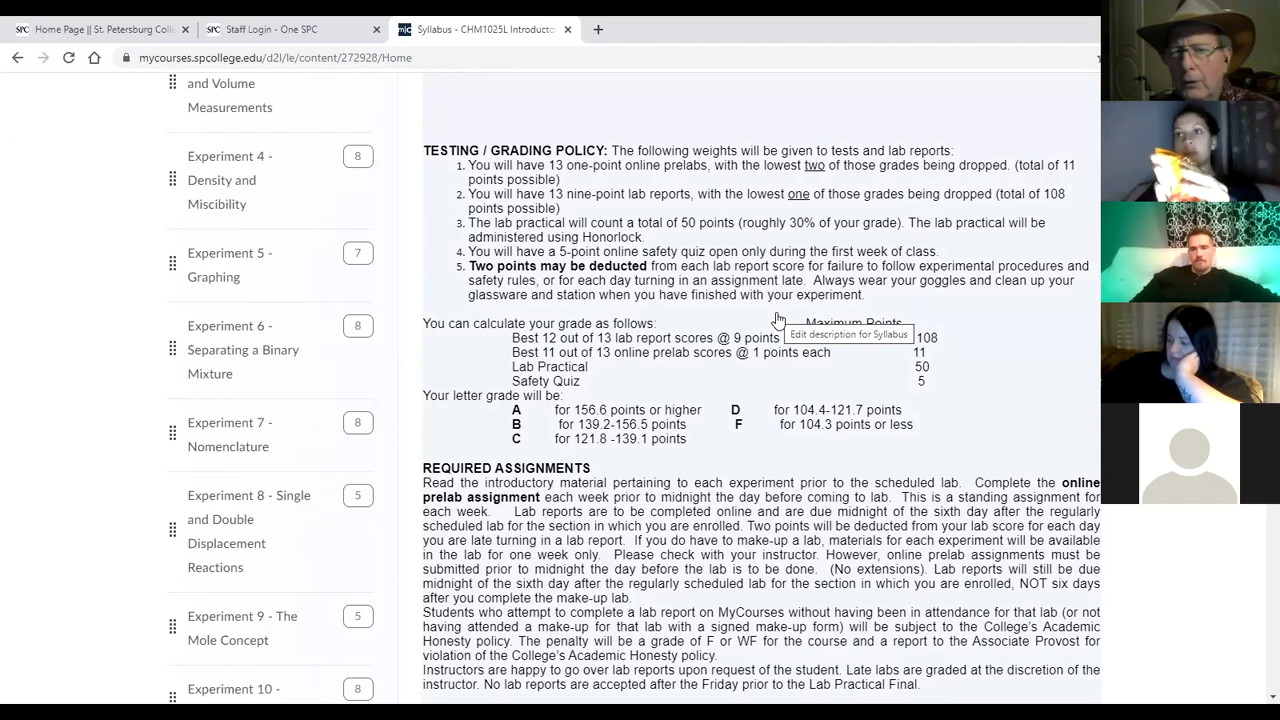 Home Page || St. Petersburg Coll
Staff Login - One SPC
Syllabus - CHM1025L Introducto
mycourses.spcollege.edu/d2l/le/content/272928/Home
and Volume
Measurements
Experiment 4 -
Density and
Miscibility
8
Experiment 5 -
Graphing
7
Experiment 6 -
Separating a Binary
Mixture
8
Experiment 7 -
Nomenclature
8
Experiment 8 - Single
and Double
Displacement
Reactions
5
Experiment 9 - The
Mole Concept
5
Experiment 10 -
8
TESTING / GRADING POLICY: The following weights will be given to tests and lab reports:
1. You will have 13 one-point online prelabs, with the lowest two of those grades being dropped. (total of 11
points possible)
2. You will have 13 nine-point lab reports, with the lowest one of those grades being dropped (total of 108
points possible)
3. The lab practical will count a total of 50 points (roughly 30% of your grade). The lab practical will be
administered using Honorlock.
4. You will have a 5-point online safety quiz open only during the first week of class.
5. Two points may be deducted from each lab report score for failure to follow experimental procedures and
safety rules, or for each day turning in an assignment late. Always wear your goggles and clean up your
glassware and station when you have finished with your experiment.
You can calculate your grade as follows: Maximum Points
Edit description for Syllabus
Best 12 out of 13 lab report scores @ 9 points 108
Best 11 out of 13 online prelab scores @ 1 points each 11
Lab Practical 50
Safety Quiz 5
Your letter grade will be:
A for 156.6 points or higher D for 104.4-121.7 points
B for 139.2-156.5 points F for 104.3 points or less
C for 121.8 -139.1 points
REQUIRED ASSIGNMENTS
Read the introductory material pertaining to each experiment prior to the scheduled lab. Complete the online
prelab assignment each week prior to midnight the day before coming to lab. This is a standing assignment for
each week. Lab reports are to be completed online and are due midnight of the sixth day after the regularly
scheduled lab for the section in which you are enrolled. Two points will be deducted from your lab score for each day
you are late turning in a lab report. If you do have to make-up a lab, materials for each experiment will be available
in the lab for one week only. Please check with your instructor. However, online prelab assignments must be
submitted prior to midnight the day before the lab is to be done. (No extensions). Lab reports will still be due
midnight of the sixth day after the regularly scheduled lab for the section in which you are enrolled, NOT six days
after you complete the make-up lab.
Students who attempt to complete a lab report on MyCourses without having been in attendance for that lab (or not
having attended a make-up for that lab with a signed make-up form) will be subject to the College's Academic
Honesty policy. The penalty will be a grade of F or WF for the course and a report to the Associate Provost for
violation of the College's Academic Honesty policy.
Instructors are happy to go over lab reports upon request of the student. Late labs are graded at the discretion of the
instructor. No lab reports are accepted after the Friday prior to the Lab Practical Final.